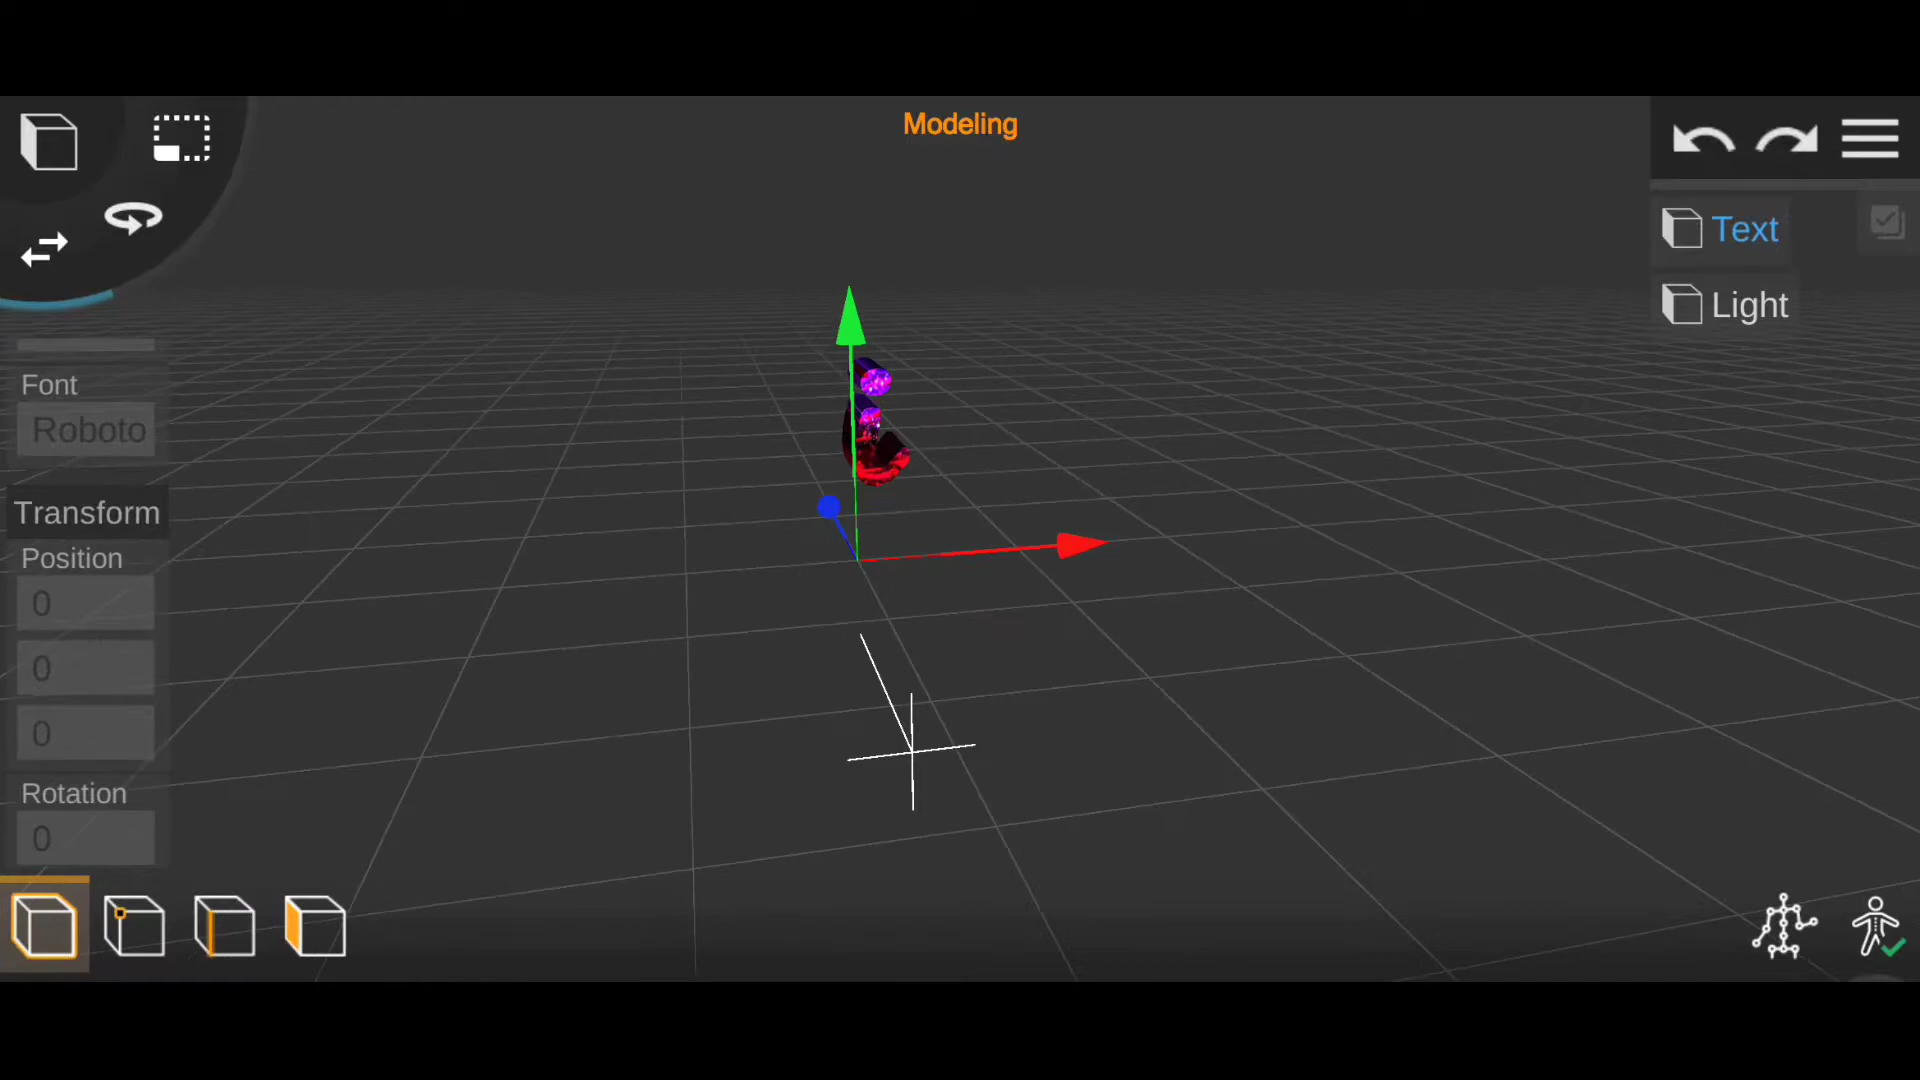 Modeling
Text
Light
Font
Roboto
Transform
Position
0
0
0
Rotation
0